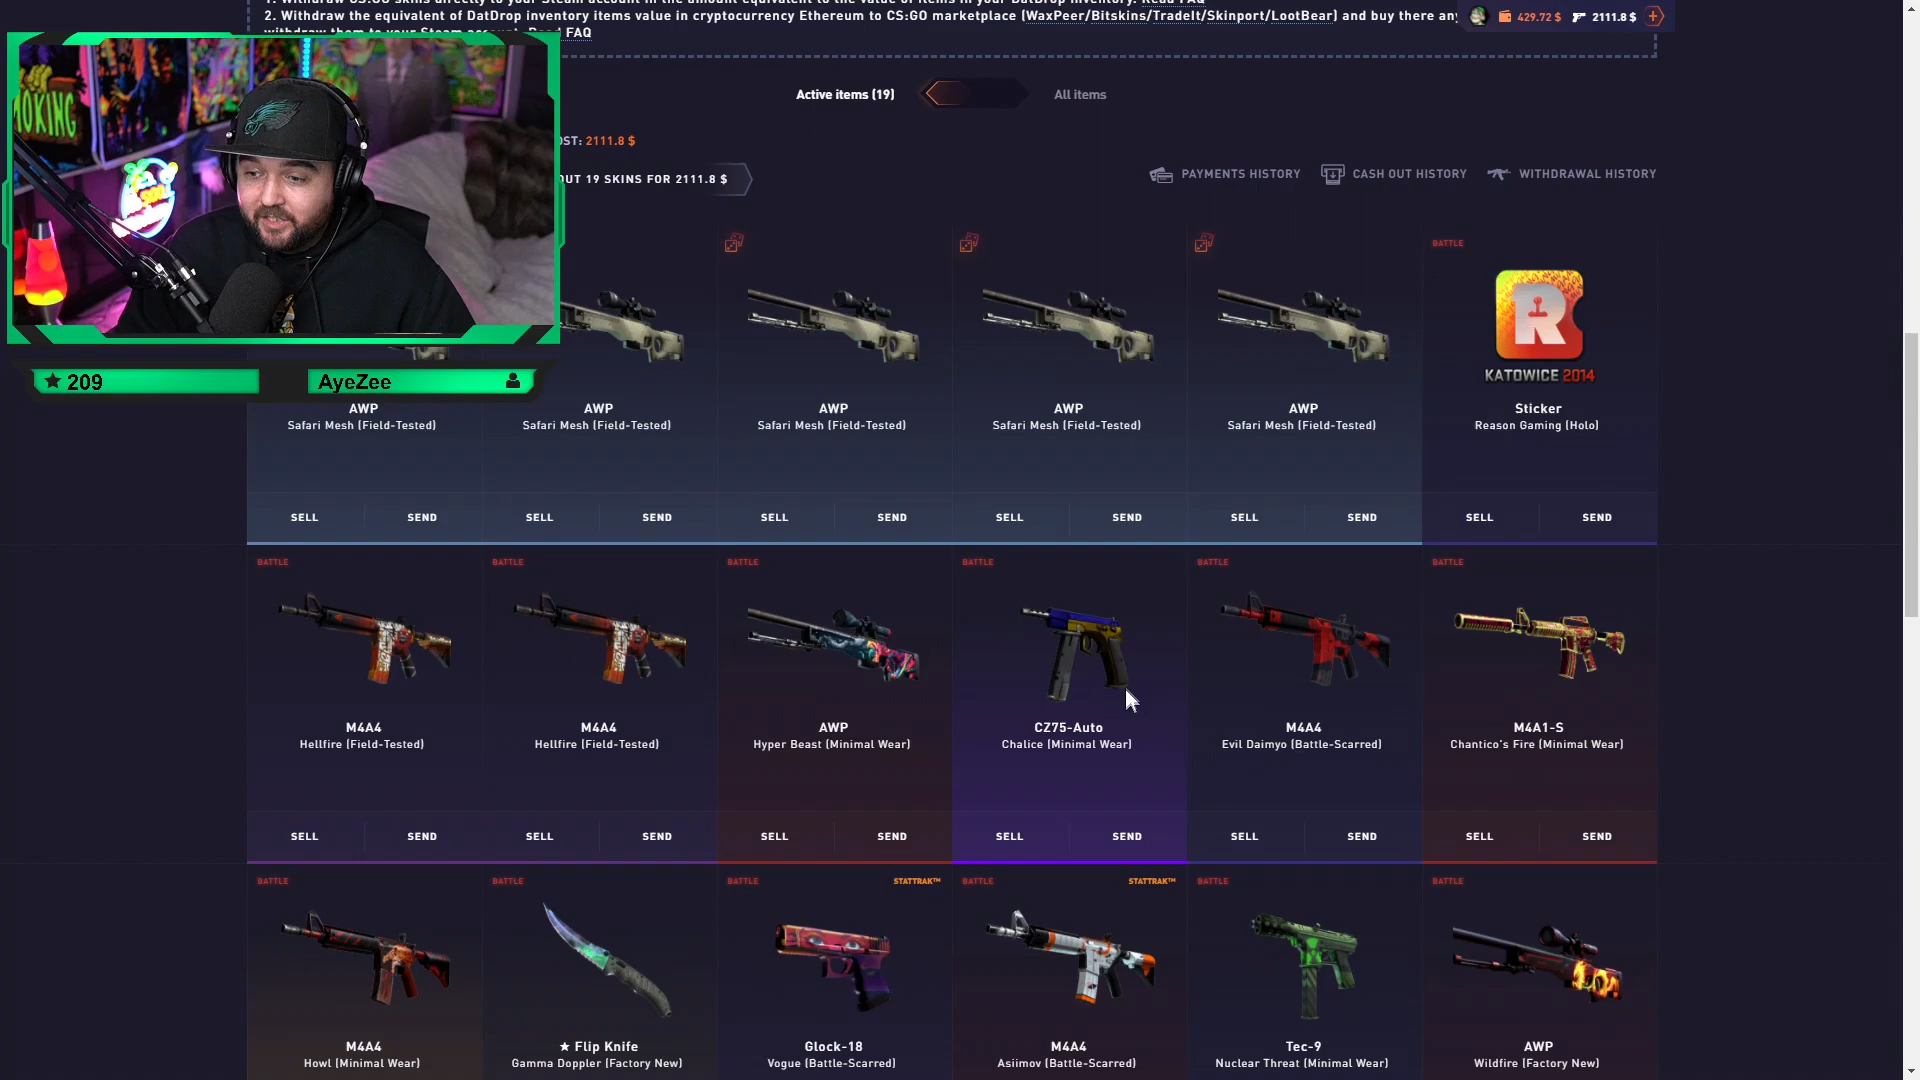 2. Withdraw the equivalent of DatDrop inventory items value in cryptocurrency Ethereum to CS:GO marketplace (WaxPeer/Bitskins/TradeIt/Skinport/LootBear) and buy there any
FAQ
429.72 $ 2111.8 $ +
Active items (19) All items
OST: 2111.8 $
OUT 19 SKINS FOR 2111.8 $
PAYMENTS HISTORY CASH OUT HISTORY WITHDRAWAL HISTORY
BATTLE
KATOWICE 2014
209 AyeZee
AWP AWP AWP AWP AWP Sticker
Safari Mesh (Field-Tested) Safari Mesh (Field-Tested) Safari Mesh (Field-Tested) Safari Mesh (Field-Tested) Safari Mesh (Field-Tested) Reason Gaming (Holo)
SELL SEND SELL SEND SELL SEND SELL SEND SELL SEND SELL SEND
BATTLE BATTLE BATTLE BATTLE BATTLE BATTLE
M4A4 M4A4 AWP CZ75-Auto M4A4 M4A1-S
Hellfire (Field-Tested) Hellfire (Field-Tested) Hyper Beast (Minimal Wear) Chalice (Minimal Wear) Evil Daimyo (Battle-Scarred) Chantico's Fire (Minimal Wear)
SELL SEND SELL SEND SELL SEND SELL SEND SELL SEND SELL SEND
BATTLE BATTLE BATTLE STATTRAK™ BATTLE STATTRAK™ BATTLE BATTLE
M4A4 ★ Flip Knife Glock-18 M4A4 Tec-9 AWP
Howl (Minimal Wear) Gamma Doppler (Factory New) Vogue (Battle-Scarred) Asiimov (Battle-Scarred) Nuclear Threat (Minimal Wear) Wildfire (Factory New)